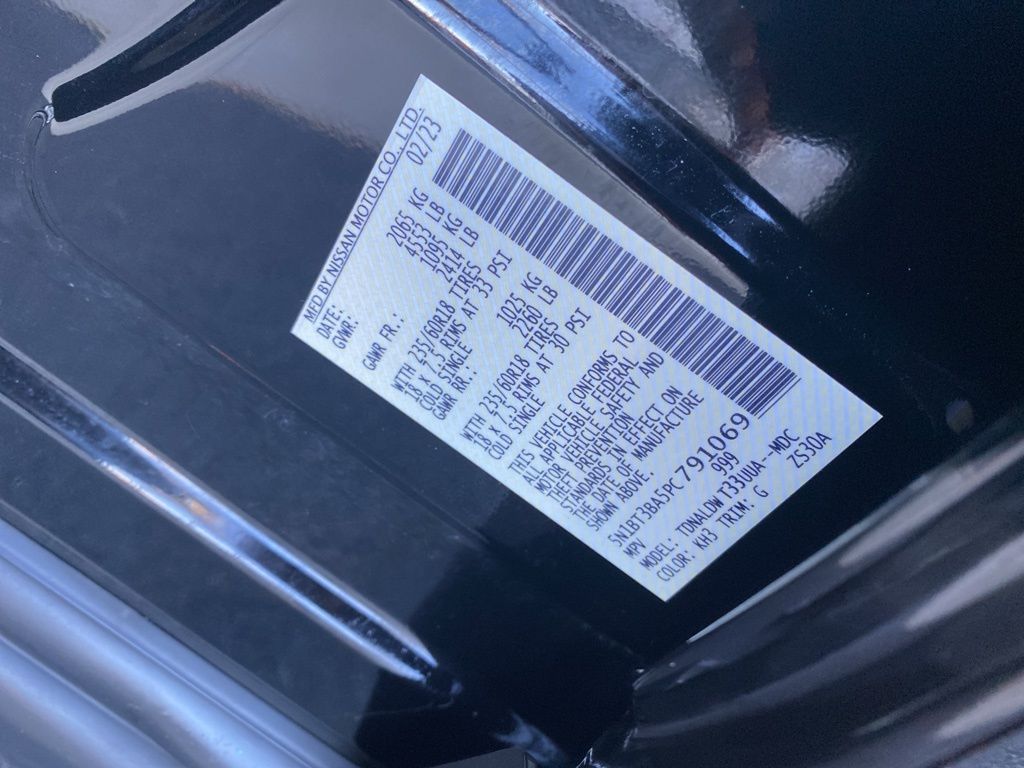 MFD BY NISSAN MOTOR CO., LTD.
DATE: 02/23
GVWR: 2065 KG
4553 LB
GAWR FR.: 1095 KG
2414 LB
WITH 235/60R18 TIRES
18 X 7.5 RIMS AT 33 PSI
COLD SINGLE
GAWR RR.: 1025 KG
2260 LB
WITH 235/60R18 TIRES
18 X 7.5 RIMS AT 30 PSI
COLD SINGLE
THIS VEHICLE CONFORMS TO
ALL APPLICABLE FEDERAL
MOTOR VEHICLE SAFETY AND
THEFT PREVENTION
STANDARDS IN EFFECT ON
THE DATE OF MANUFACTURE
SHOWN ABOVE.
5N1BT3BA5PC791069
MPV 999
MODEL: TDNALDW T33UUA--MDC
COLOR: KH3 TRIM: G ZS30A